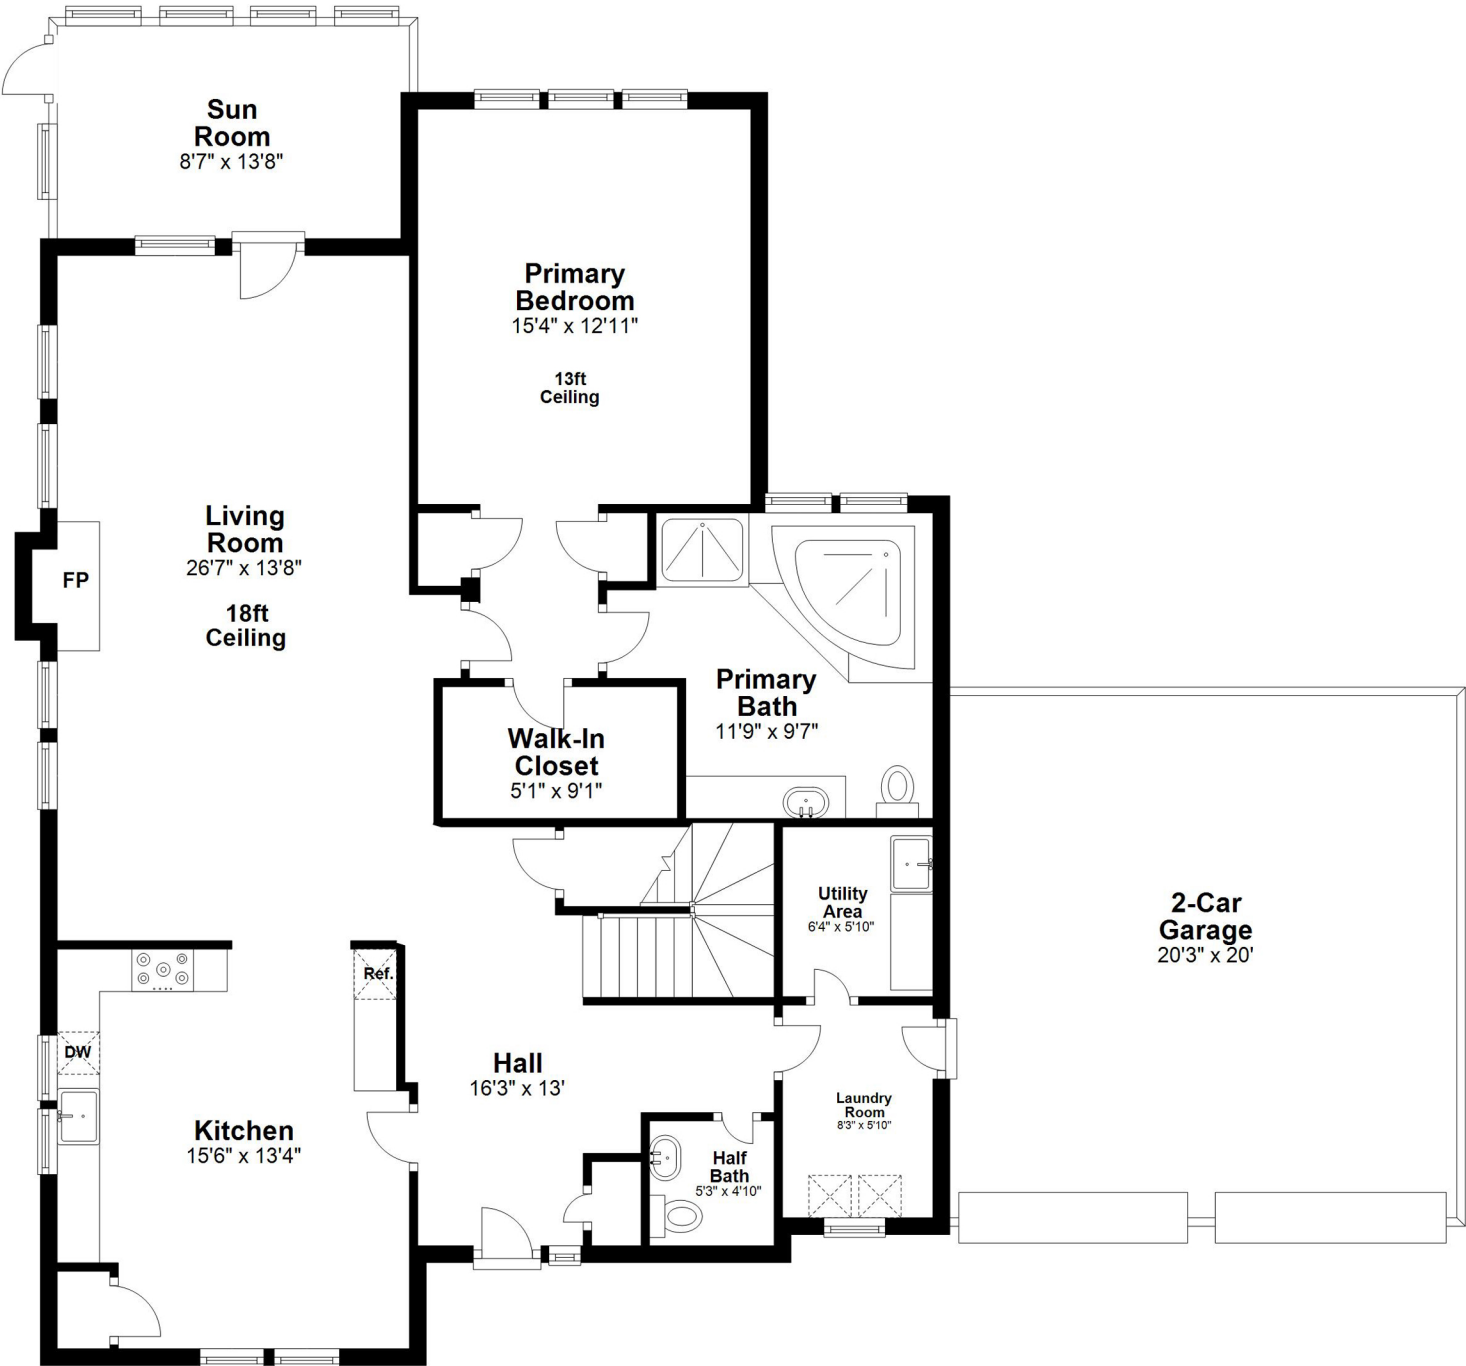 Sun
Room
8'7" x 13'8"
Primary
Bedroom
15'4" x 12'11"
13ft
Ceiling
Living
Room
26'7" x 13'8"
18ft
Ceiling
FP
Primary
Bath
11'9" x 9'7"
Walk-In
Closet
5'1" x 9'1"
Utility
Area
6'4" x 5'10"
2-Car
Garage
20'3" x 20'
Ref.
DW
Hall
16'3" x 13'
Kitchen
15'6" x 13'4"
Laundry
Room
8'3" x 5'10"
Half
Bath
5'3" x 4'10"